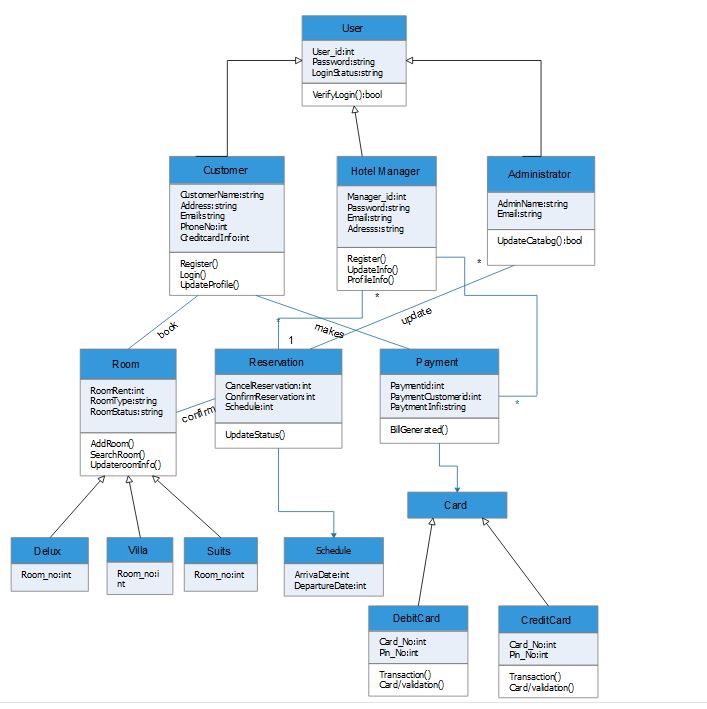 User
User_id:int
Password:string
LoginStatus:string
VerifyLogin():bool
Customer
CustomerName:string
Address:string
Email:string
PhoneNo:int
CreditcardInfo:int
Register()
Login()
UpdateProfile()
Hotel Manager
Manager_id:int
Password:string
Email:string
Adresss:string
Register()
UpdateInfo()
ProfileInfo()
Administrator
AdminName:string
Email:string
UpdateCatalog():bool
*
*
book
*
1
makes
update
Room
RoomRent:int
RoomType:string
RoomStatus:string
AddRoom()
SearchRoom()
UpdateroomInfo()
confirm
Reservation
CancelReservation:int
ConfirmReservation:int
Schedule:int
UpdateStatus()
Payment
Paymentid:int
PaymentCustomerid:int
PaytmentInfi:string
BillGenerated()
*
Card
Delux
Room_no:int
Villa
Room_no:i
nt
Suits
Room_no:int
Schedule
ArrivaDate:int
DepartureDate:int
DebitCard
Card_No:int
Pin_No:int
Transaction()
Card/validation()
CreditCard
Card_No:int
Pin_No:int
Transaction()
Card/validation()